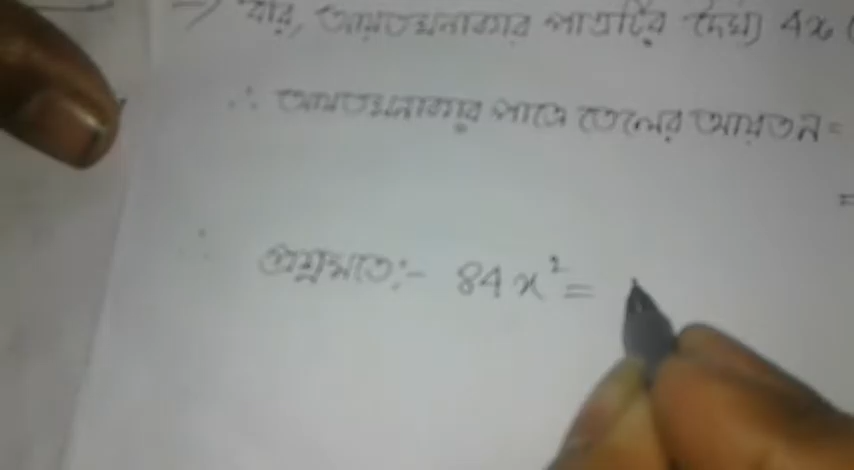 → ধরি, আয়তঘনাকার পাত্রটির দৈর্ঘ্য 4x (
∴ আয়তঘনাকার পাত্রে তেলের আয়তন =
=
∴ প্রশ্নমতে:- 84x² =